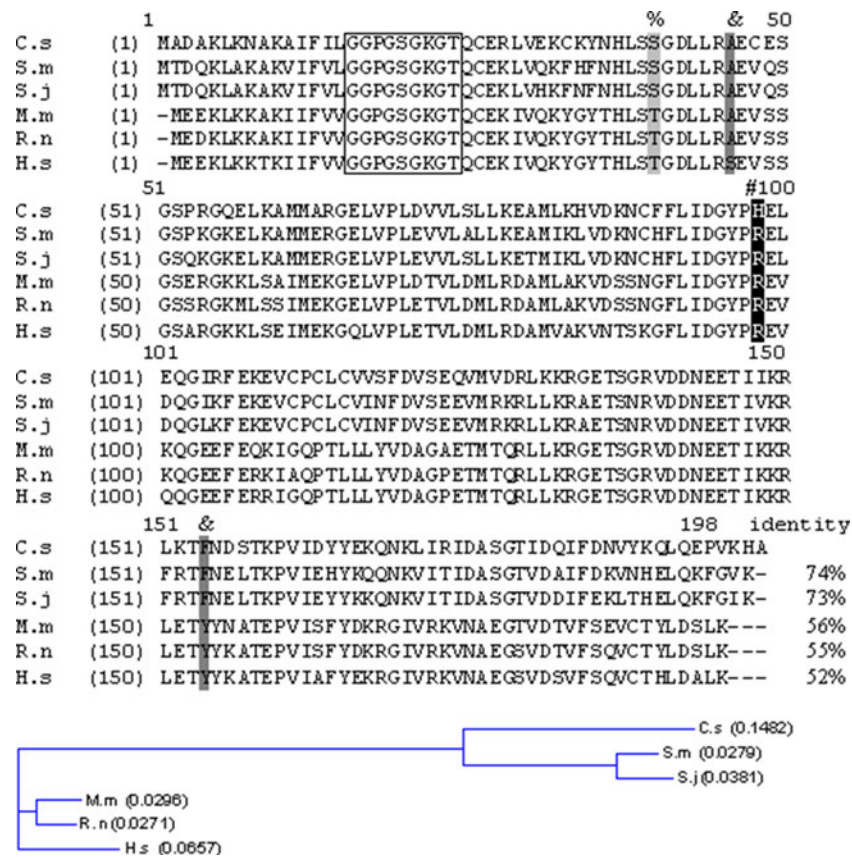 1 % & 50
C.s (1) MADAKLKNAKAIFILGGPGSGKGTQCERLVEKCKYNHLSSGDLLRAECES
S.m (1) MTDQKLAKAKVIFVLGGPGSGKGTQCEKLVQKFHFNHLSSGDLLRAEVQS
S.j (1) MTDQKLAKAKVIFVLGGPGSGKGTQCEKLVHKFNFNHLSSGDLLRAEVQS
M.m (1) -MEEKLKKAKIIFVVGGPGSGKGTQCEKIVQKYGYTHLSTGDLLRAEVSS
R.n (1) -MEDKLKKAKIIFVVGGPGSGKGTQCEKIVQKYGYTHLSTGDLLRAEVSS
H.s (1) -MEEKLKKTKIIFVVGGPGSGKGTQCEKIVQKYGYTHLSTGDLLRSEVSS
51 #100
C.s (51) GSPRGQELKAMMARGELVPLDVVLSLLKEAMLKHVDKNCFFLIDGYPHEL
S.m (51) GSPKGKELKAMMERGELVPLEVVLALLKEAMIKLVDKNCHFLIDGYPREL
S.j (51) GSQKGKELKAMMERGELVPLEVVLSLLKETMIKLVDKNCHFLIDGYPREL
M.m (50) GSERGKKLSAIMEKGELVPLDTVLDMLRDAMLAKVDSSNGFLIDGYPREV
R.n (50) GSSRGKMLSSIMEKGELVPLETVLDMLRDAMLAKVDSSNGFLIDGYPREV
H.s (50) GSARGKKLSEIMEKGQLVPLETVLDMLRDAMVAKVNTSKGFLIDGYPREV
101 150
C.s (101) EQGIRFEKEVCPCLCVVSFDVSEQVMVDRLKKRGETSGRVDDNEETIIKR
S.m (101) DQGIKFEKEVCPCLCVINFDVSEEVMRKRLLKRAETSNRVDDNEETIVKR
S.j (101) DQGLKFEKEVCPCLCVINFDVSEEVMRKRLLKRAETSNRVDDNEETIVKR
M.m (100) KQGEEFEQKIGQPTLLLYVDAGAETMTQRLLKRGETSGRVDDNEETIKKR
R.n (100) KQGEEFERKIAQPTLLLYVDAGPETMTQRLLKRGETSGRVDDNEETIKKR
H.s (100) QQGEEFERRIGQPTLLLYVDAGPETMTQRLLKRGETSGRVDDNEETIKKR
151 & 198 identity
C.s (151) LKTFNDSTKPVIDYYEKQNKLIRIDASGTIDQIFDNVYKQLQEPVKHA
S.m (151) FRTFNELTKPVIEHYKQQNKVITIDASGTVDAIFDKVNHELQKFGVK- 74%
S.j (151) FRTFNELTKPVIEYYKKQNKVITIDASGTVDDIFEKLTHELQKFGIK- 73%
M.m (150) LETYYNATEPVISFYDKRGIVRKVNAEGTVDTVFSEVCTYLDSLK--- 56%
R.n (150) LETYYKATEPVISFYDKRGIVRKVNAEGSVDTVFSQVCTYLDSLK--- 55%
H.s (150) LETYYKATEPVIAFYEKRGIVRKVNAEGSVDSVFSQVCTHLDALK--- 52%
C.s (0.1482)
S.m (0.0279)
S.j (0.0381)
M.m (0.0296)
R.n (0.0271)
H.s (0.0657)